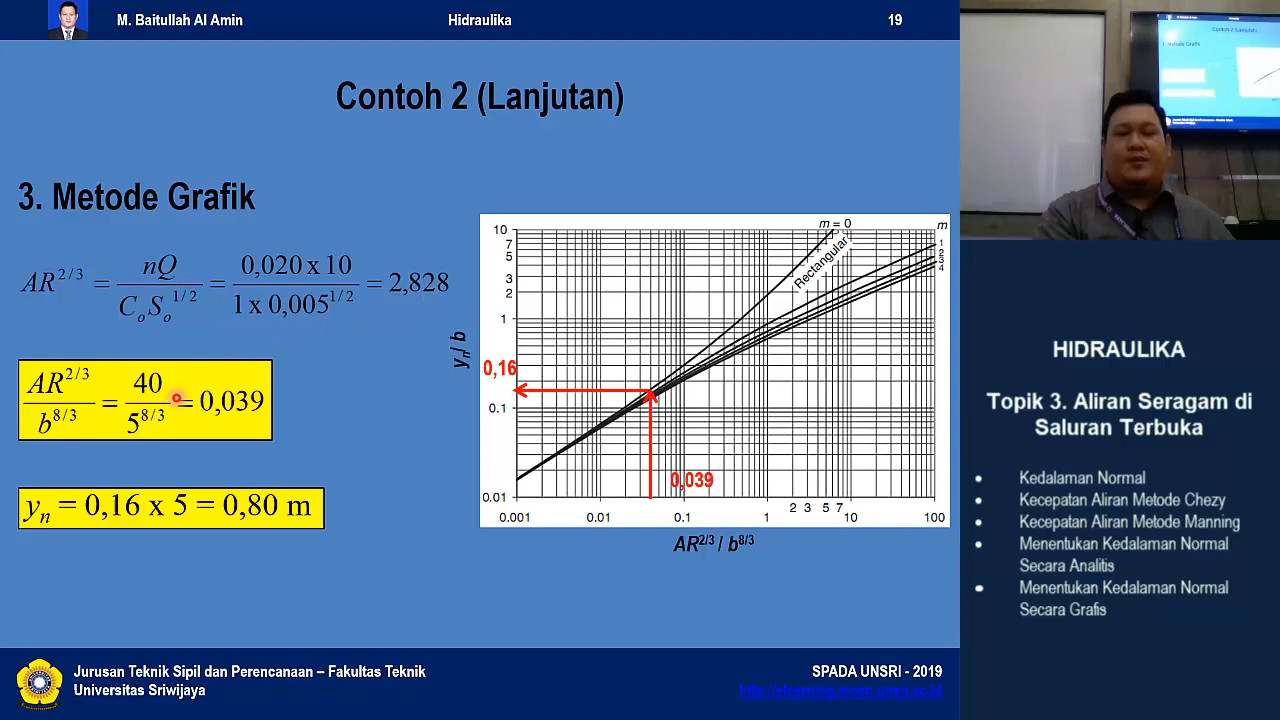 M. Baitullah Al Amin
Hidraulika
19
Contoh 2 (Lanjutan)
3. Metode Grafik
AR^2/3 = nQ / C_o S_o^1/2 = 0,020 x 10 / 1 x 0,005^1/2 = 2,828
AR^2/3 / b^8/3 = 40 / 5^8/3 = 0,039
y_n = 0,16 x 5 = 0,80 m
m = 0
m
Rectangular
1
2
3
4
10
7
5
3
2
1
0.1
0.01
y_n / b
0,16
0,039
0.001 0.01 0.1 1 2 3 5 7 10 100
AR^2/3 / b^8/3
Contoh 2 (Lanjutan)
HIDRAULIKA
Topik 3. Aliran Seragam di
Saluran Terbuka
• Kedalaman Normal
• Kecepatan Aliran Metode Chezy
• Kecepatan Aliran Metode Manning
• Menentukan Kedalaman Normal
Secara Analitis
• Menentukan Kedalaman Normal
Secara Grafis
Jurusan Teknik Sipil dan Perencanaan – Fakultas Teknik
Universitas Sriwijaya
SPADA UNSRI - 2019
http://elearning.mooc.unsri.ac.id